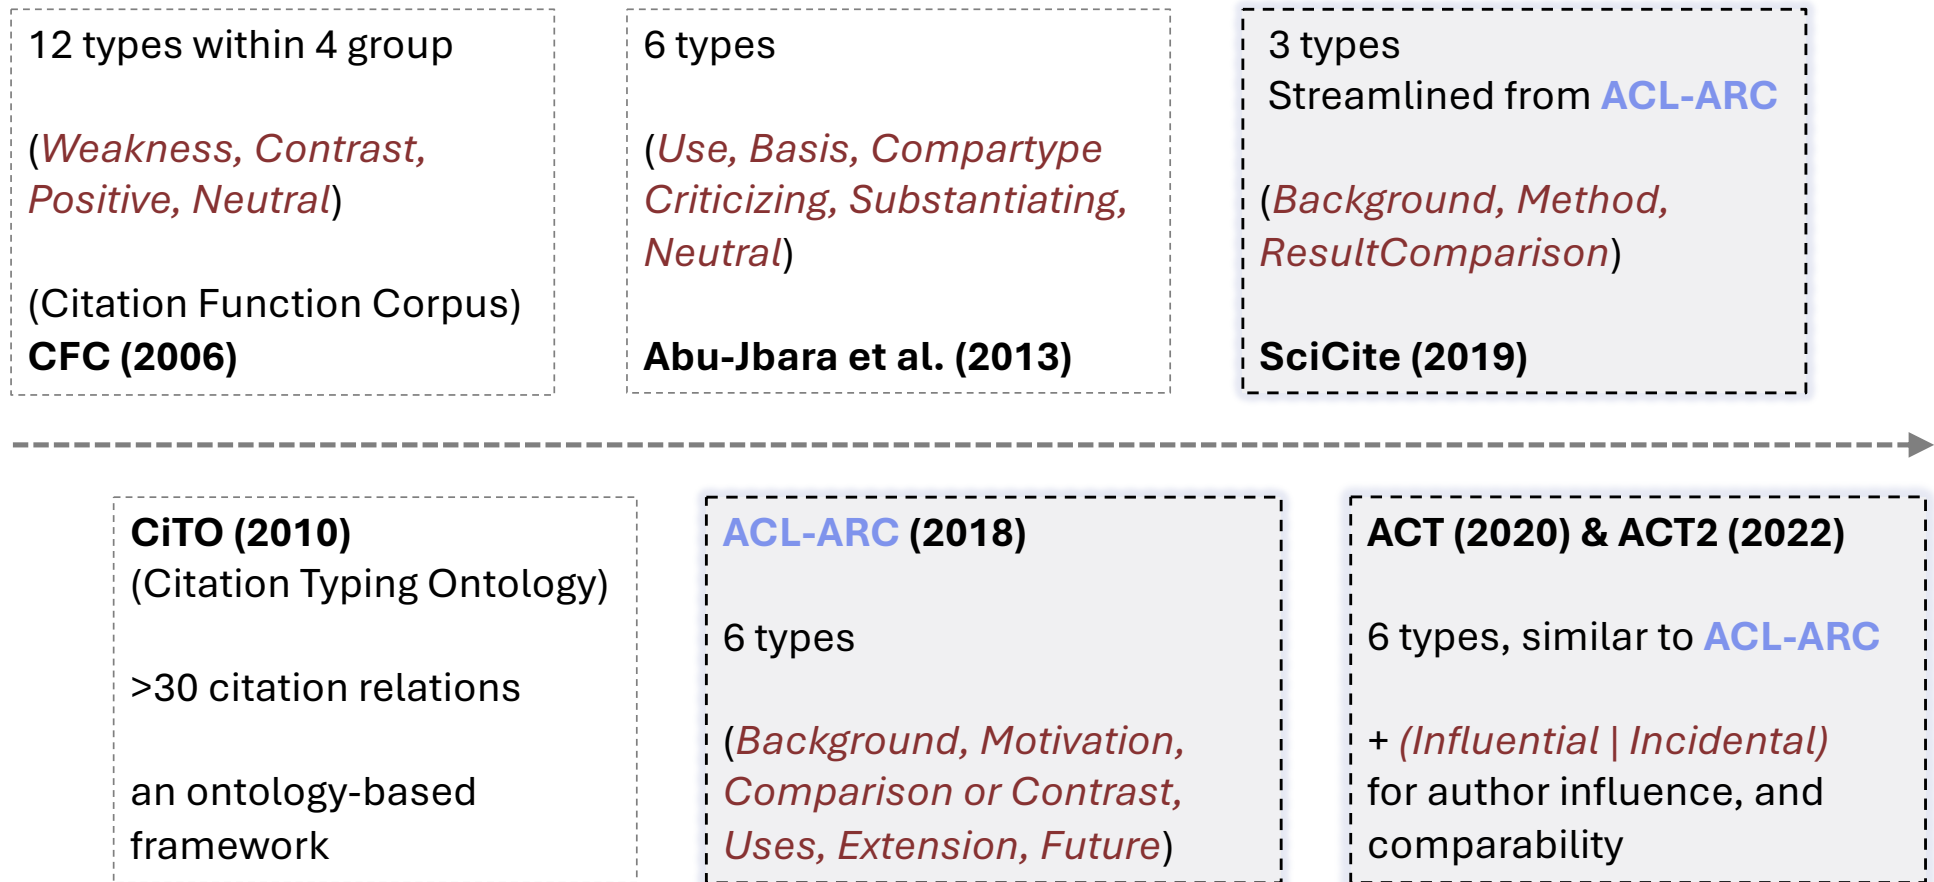 12 types within 4 group
(Weakness, Contrast,
Positive, Neutral)
(Citation Function Corpus)
CFC (2006)
6 types
(Use, Basis, Compartype
Criticizing, Substantiating,
Neutral)
Abu-Jbara et al. (2013)
3 types
Streamlined from ACL-ARC
(Background, Method,
ResultComparison)
SciCite (2019)
CiTO (2010)
(Citation Typing Ontology)
>30 citation relations
an ontology-based
framework
ACL-ARC (2018)
6 types
(Background, Motivation,
Comparison or Contrast,
Uses, Extension, Future)
ACT (2020) & ACT2 (2022)
6 types, similar to ACL-ARC
+ (Influential | Incidental)
for author influence, and
comparability